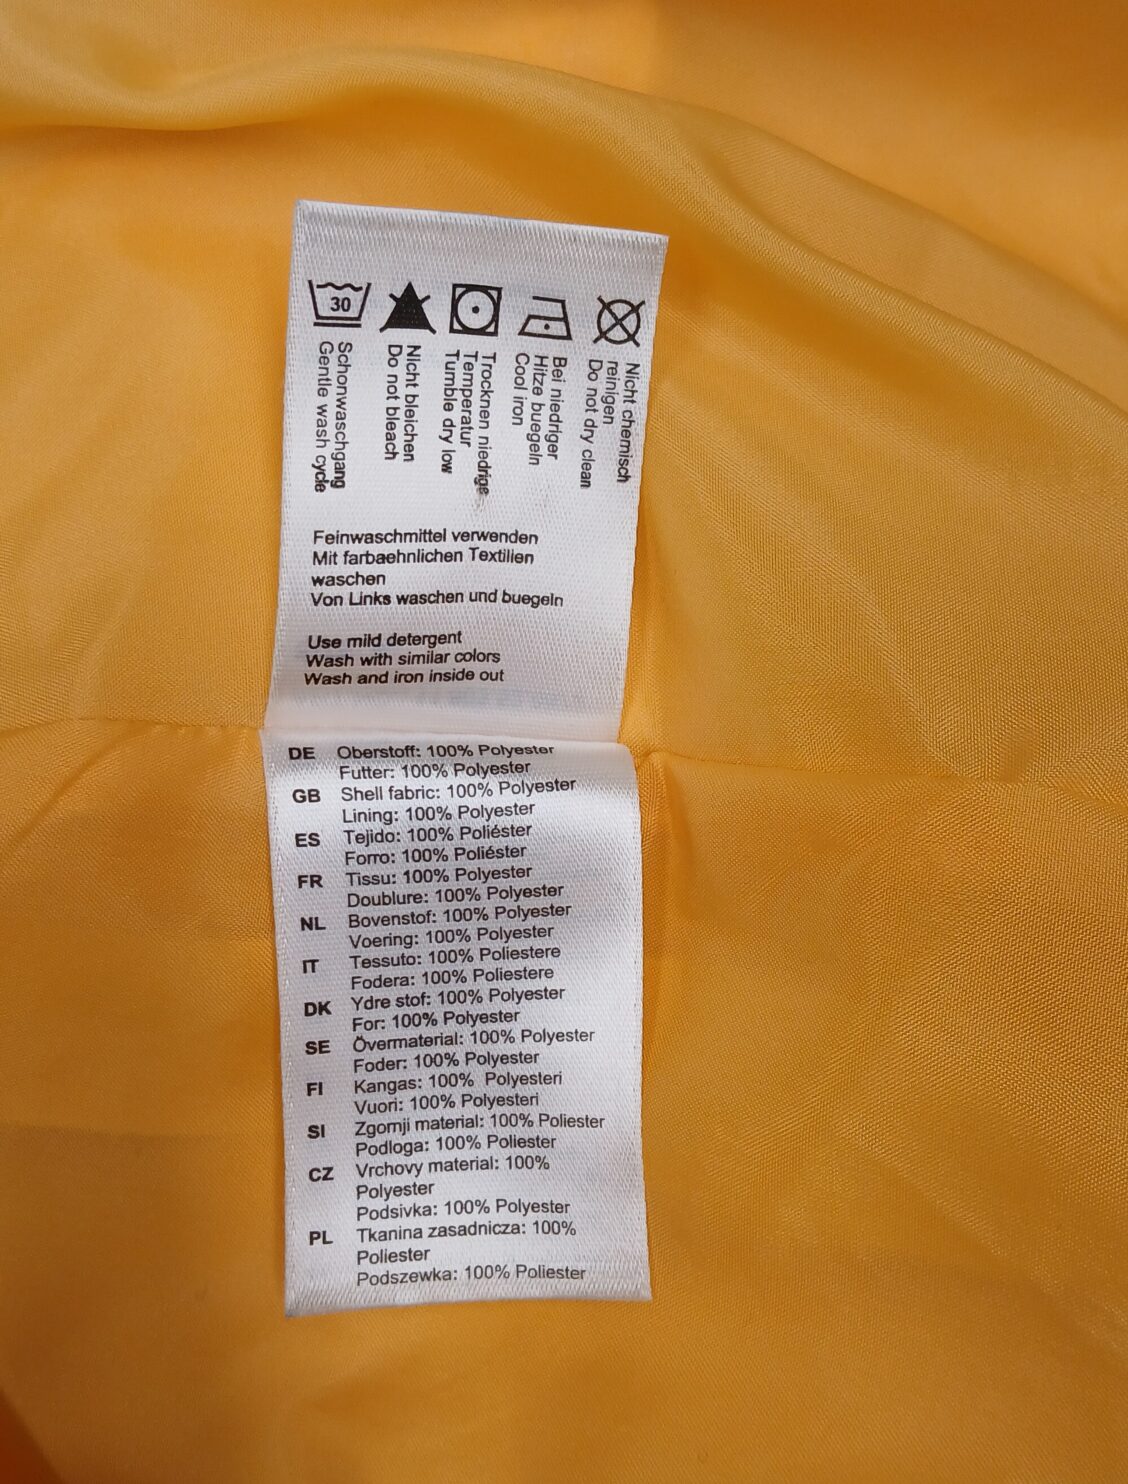 30
Schonwaschgang
Gentle wash cycle
Nicht bleichen
Do not bleach
Trocknen niedrige
Temperatur
Tumble dry low
Bei niedriger
Hitze buegeln
Cool iron
Nicht chemisch
reinigen
Do not dry clean
Feinwaschmittel verwenden
Mit farbaehnlichen Textilien
waschen
Von Links waschen und buegeln
Use mild detergent
Wash with similar colors
Wash and iron inside out
DE Oberstoff: 100% Polyester
Futter: 100% Polyester
GB Shell fabric: 100% Polyester
Lining: 100% Polyester
ES Tejido: 100% Poliéster
Forro: 100% Poliéster
FR Tissu: 100% Polyester
Doublure: 100% Polyester
NL Bovenstof: 100% Polyester
Voering: 100% Polyester
IT Tessuto: 100% Poliestere
Fodera: 100% Poliestere
DK Ydre stof: 100% Polyester
For: 100% Polyester
SE Övermaterial: 100% Polyester
Foder: 100% Polyester
FI Kangas: 100% Polyesteri
Vuori: 100% Polyesteri
SI Zgornji material: 100% Poliester
Podloga: 100% Poliester
CZ Vrchovy material: 100%
Polyester
Podsivka: 100% Polyester
PL Tkanina zasadnicza: 100%
Poliester
Podszewka: 100% Poliester